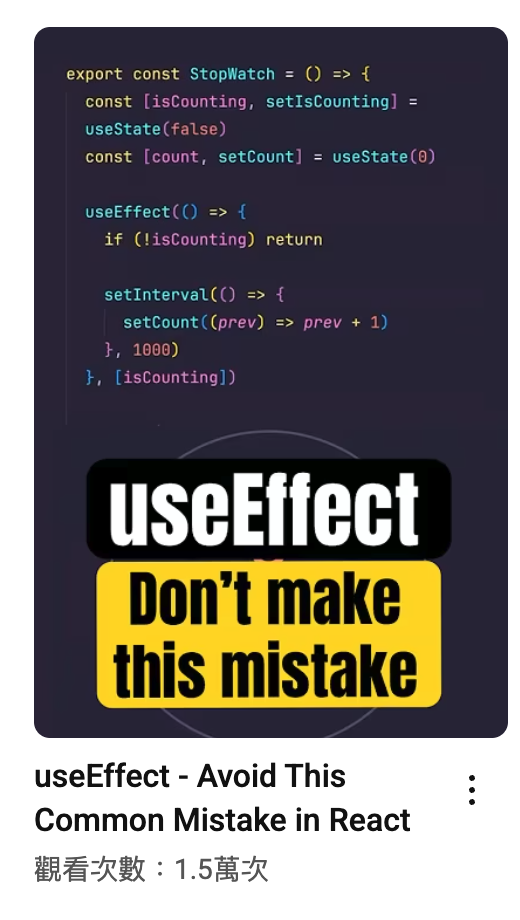 export const StopWatch = () => {
const [isCounting, setIsCounting] =
useState(false)
const [count, setCount] = useState(0)
useEffect(() => {
if (!isCounting) return
setInterval(() => {
setCount((prev) => prev + 1)
}, 1000)
}, [isCounting])
useEffect
Don't make
this mistake
useEffect - Avoid This
Common Mistake in React
觀看次數：1.5萬次